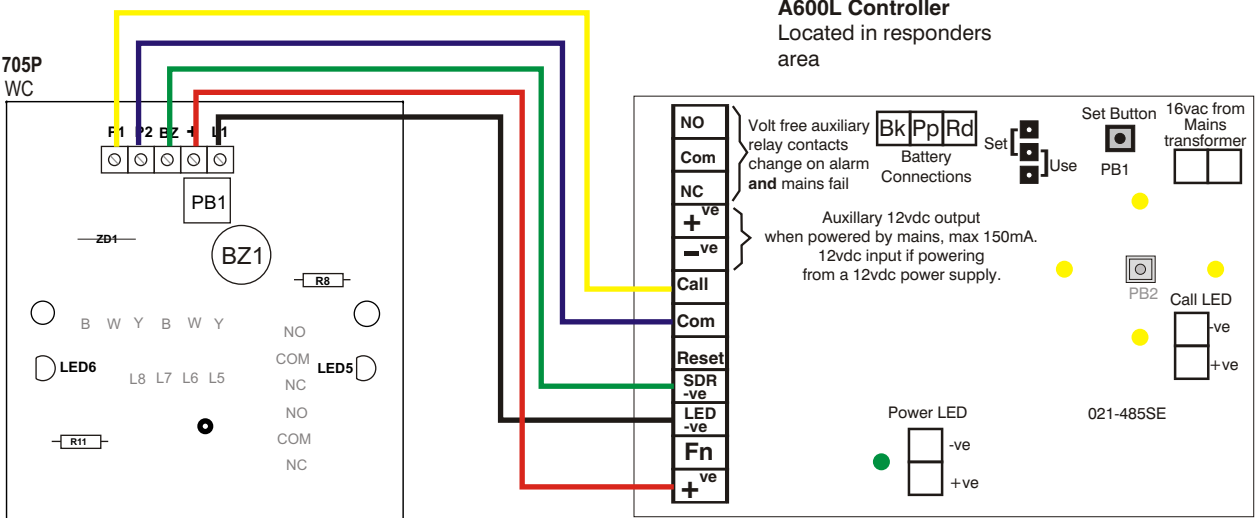 A600L Controller
Located in responders
area
705P
WC
P1 P2 BZ + L1
PB1
ZD1
BZ1
R8
B W Y B W Y
NO
COM
NC
LED6
LED5
L8 L7 L6 L5
NO
COM
NC
R11
NO
Com
NC
+ve
-ve
Call
Com
Reset
SDR
-ve
LED
-ve
Fn
+ve
Volt free auxiliary
relay contacts
change on alarm
and mains fail
Bk Pp Rd
Battery
Connections
Set
Use
Set Button
PB1
16vac from
Mains
transformer
Auxillary 12vdc output
when powered by mains, max 150mA.
12vdc input if powering
from a 12vdc power supply.
PB2
Call LED
-ve
+ve
Power LED
-ve
+ve
021-485SE